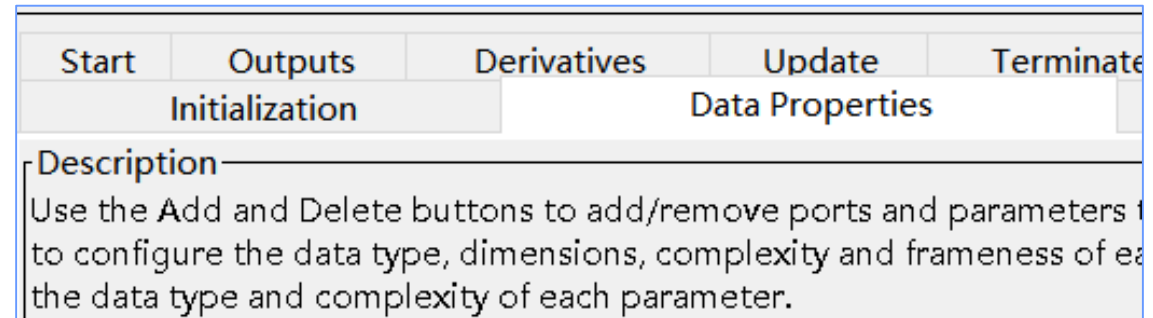 Start Outputs Derivatives Update Terminate
Initialization Data Properties
Description
Use the Add and Delete buttons to add/remove ports and parameters
to configure the data type, dimensions, complexity and frameness of
the data type and complexity of each parameter.